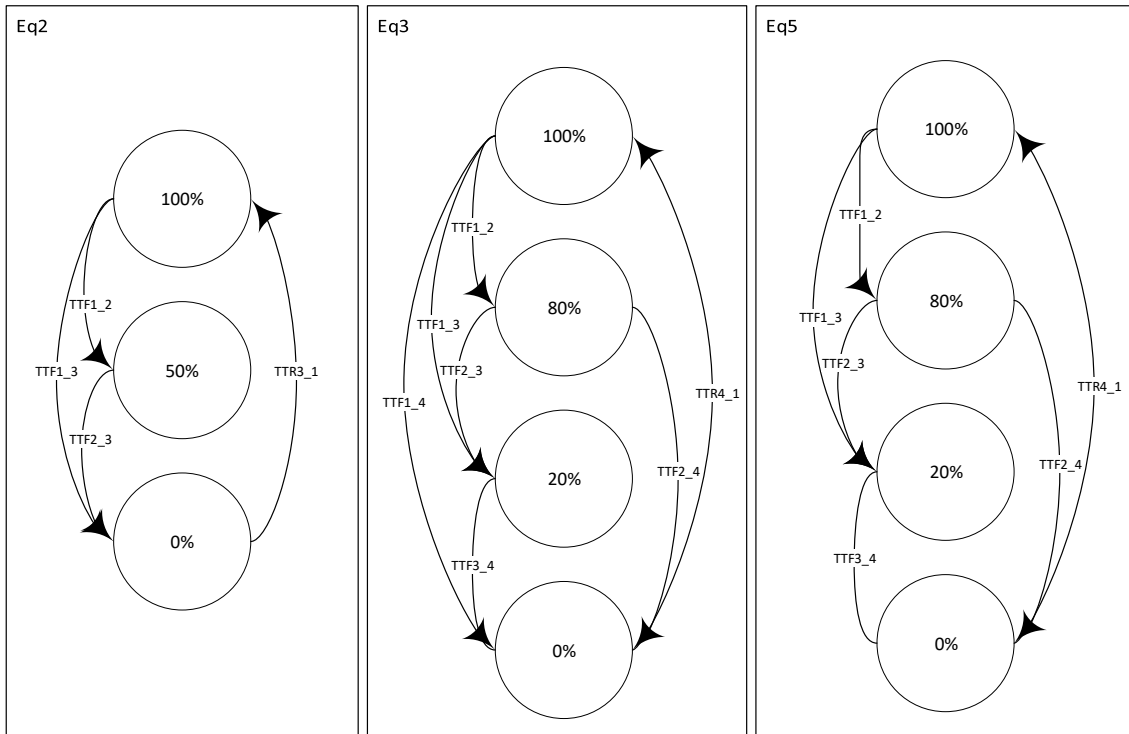 Eq2
100%
TTF1_2
50%
TTF1_3
TTR3_1
TTF2_3
0%
Eq3
100%
TTF1_2
80%
TTF1_3
TTF2_3
TTF1_4
TTR4_1
20%
TTF2_4
TTF3_4
0%
Eq5
100%
TTF1_2
80%
TTF1_3
TTF2_3
TTR4_1
20%
TTF2_4
TTF3_4
0%